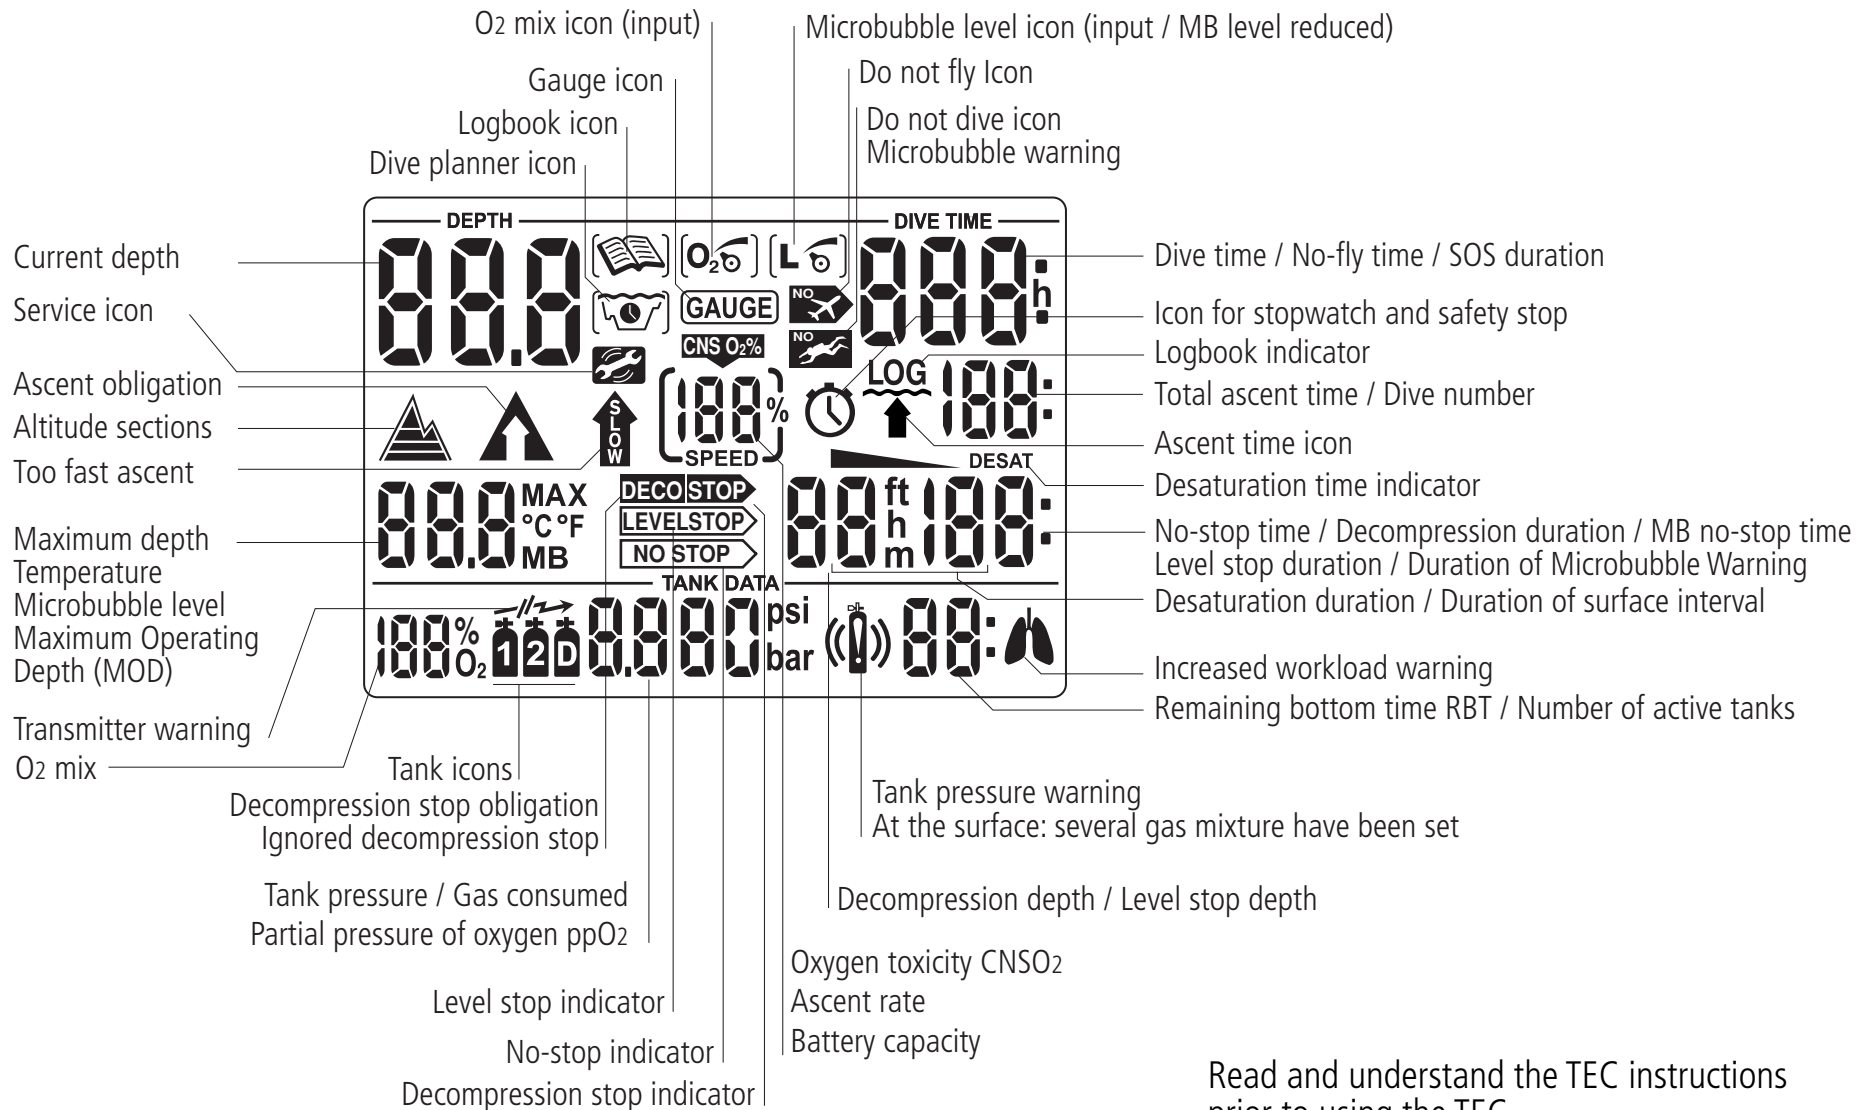 O2 mix icon (input)
Microbubble level icon (input / MB level reduced)
Gauge icon
Do not fly Icon
Logbook icon
Do not dive icon
Microbubble warning
Dive planner icon
DEPTH
DIVE TIME
88.8
O2
L
888:
h
GAUGE
NO
NO
CNS O2%
188%
SPEED
SLOW
LOG
188:
DESAT
88.8
MAX
°C °F
MB
DECO STOP
LEVELSTOP
NO STOP
88
ft
h
m
188:
TANK DATA
188
%
O2
1 2 D
8.880
psi
bar
88:
Current depth
Service icon
Ascent obligation
Altitude sections
Too fast ascent
Maximum depth
Temperature
Microbubble level
Maximum Operating
Depth (MOD)
Transmitter warning
O2 mix
Dive time / No-fly time / SOS duration
Icon for stopwatch and safety stop
Logbook indicator
Total ascent time / Dive number
Ascent time icon
Desaturation time indicator
No-stop time / Decompression duration / MB no-stop time
Level stop duration / Duration of Microbubble Warning
Desaturation duration / Duration of surface interval
Increased workload warning
Remaining bottom time RBT / Number of active tanks
Tank icons
Decompression stop obligation
Ignored decompression stop
Tank pressure / Gas consumed
Partial pressure of oxygen ppO2
Level stop indicator
No-stop indicator
Decompression stop indicator
Tank pressure warning
At the surface: several gas mixture have been set
Decompression depth / Level stop depth
Oxygen toxicity CNSO2
Ascent rate
Battery capacity
Read and understand the TEC instructions
prior to using the TEC